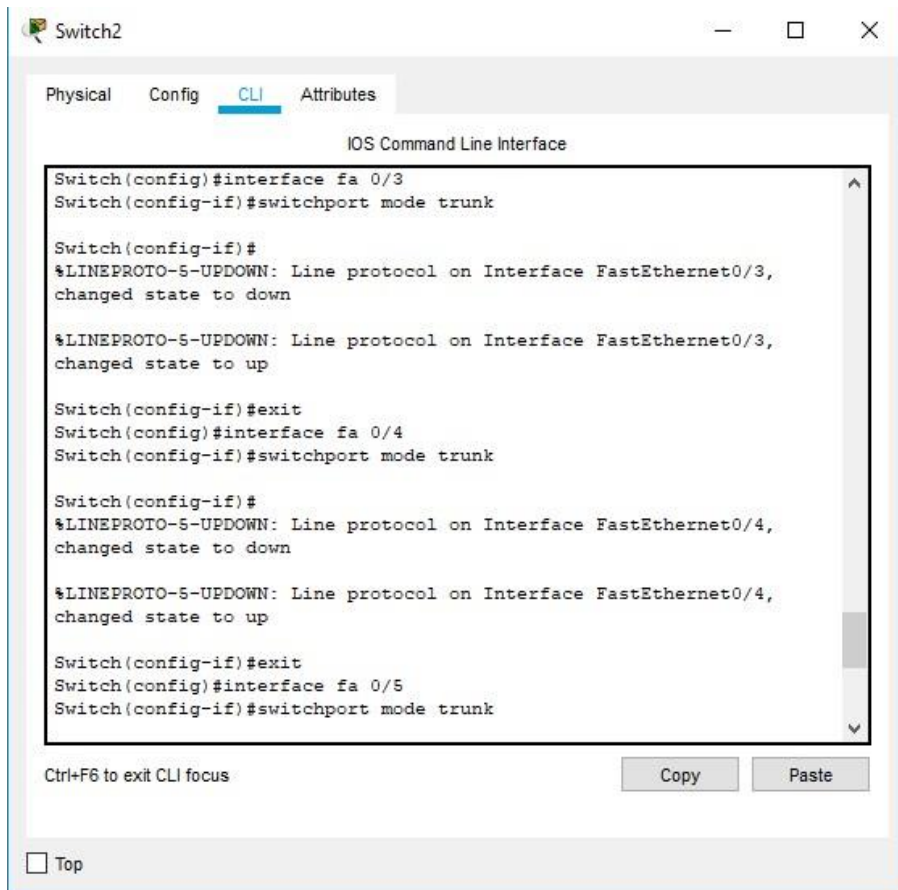 Switch2
Physical Config CLI Attributes
IOS Command Line Interface
Switch(config)#interface fa 0/3
Switch(config-if)#switchport mode trunk
Switch(config-if)#
%LINEPROTO-5-UPDOWN: Line protocol on Interface FastEthernet0/3,
changed state to down
%LINEPROTO-5-UPDOWN: Line protocol on Interface FastEthernet0/3,
changed state to up
Switch(config-if)#exit
Switch(config)#interface fa 0/4
Switch(config-if)#switchport mode trunk
Switch(config-if)#
%LINEPROTO-5-UPDOWN: Line protocol on Interface FastEthernet0/4,
changed state to down
%LINEPROTO-5-UPDOWN: Line protocol on Interface FastEthernet0/4,
changed state to up
Switch(config-if)#exit
Switch(config)#interface fa 0/5
Switch(config-if)#switchport mode trunk
Ctrl+F6 to exit CLI focus
Copy Paste
Top